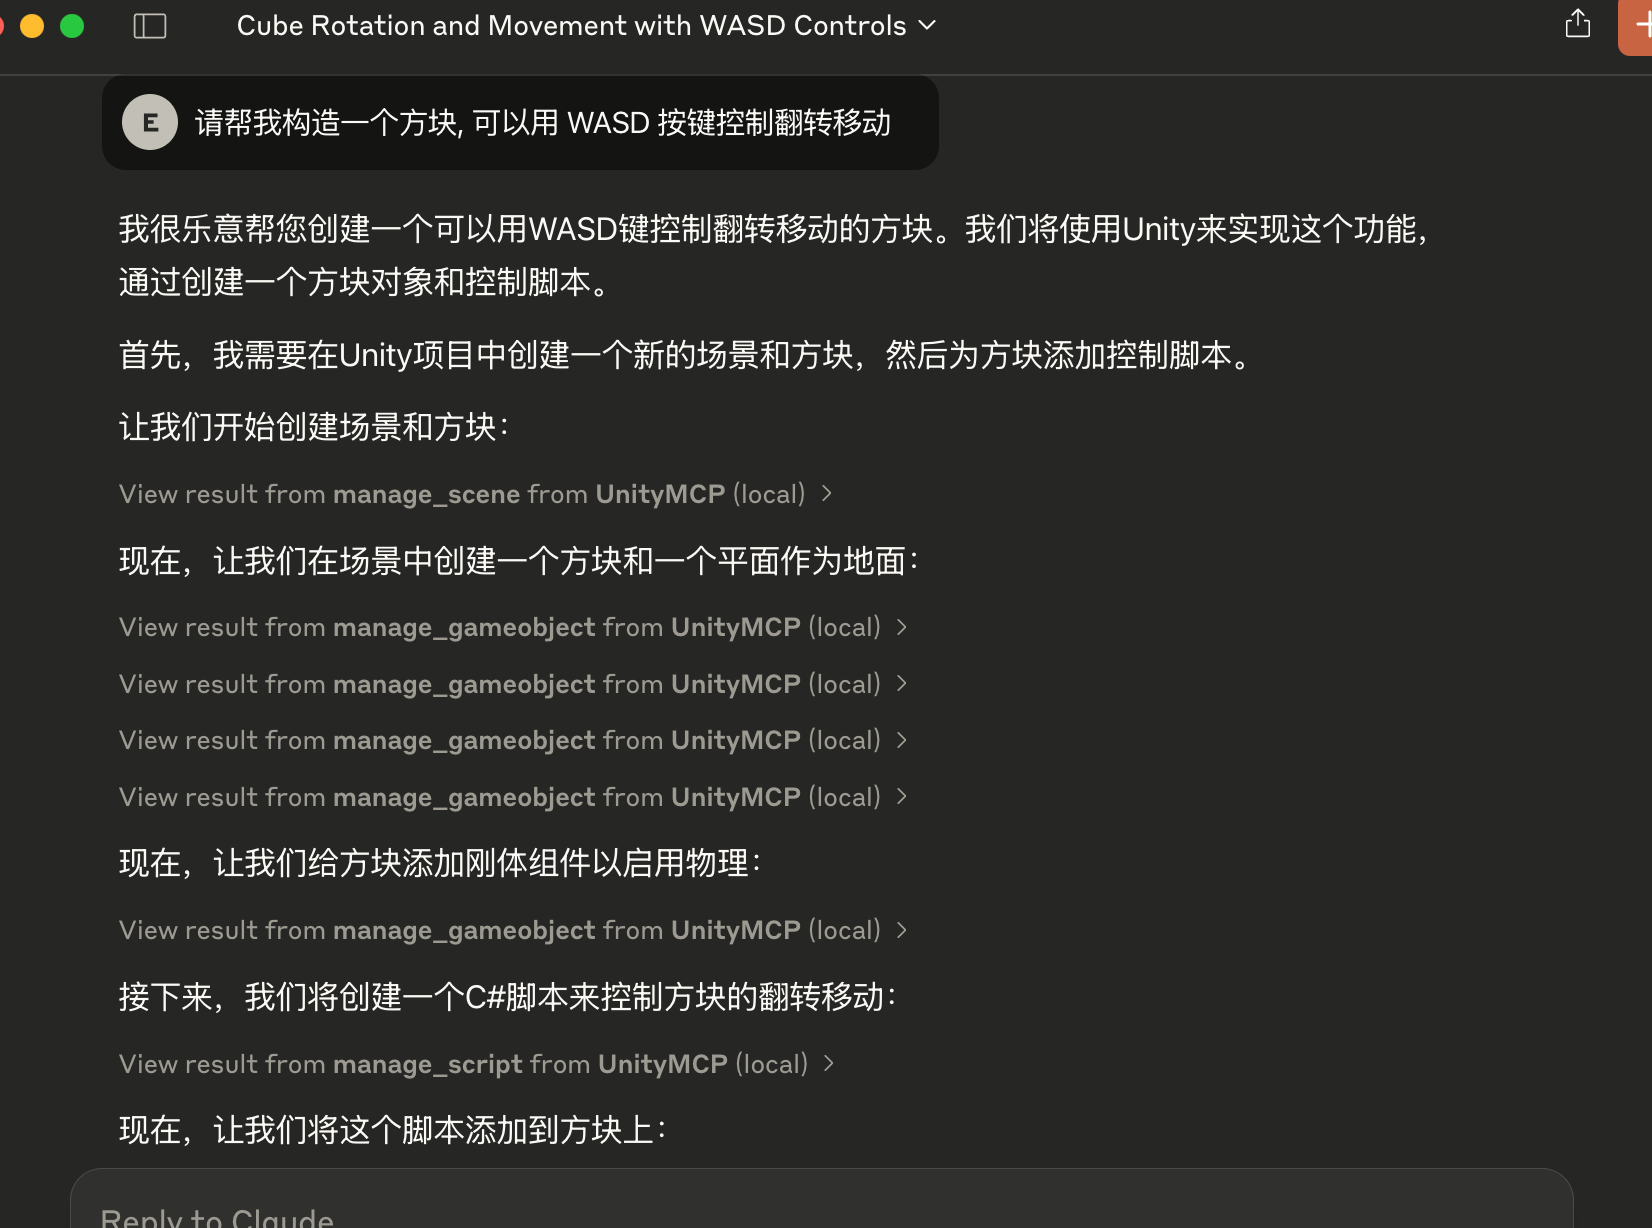 Cube Rotation and Movement with WASD Controls
E
请帮我构造一个方块, 可以用 WASD 按键控制翻转移动
我很乐意帮您创建一个可以用WASD键控制翻转移动的方块。我们将使用Unity来实现这个功能，
通过创建一个方块对象和控制脚本。
首先，我需要在Unity项目中创建一个新的场景和方块，然后为方块添加控制脚本。
让我们开始创建场景和方块：
View result from manage_scene from UnityMCP (local)
现在，让我们在场景中创建一个方块和一个平面作为地面：
View result from manage_gameobject from UnityMCP (local)
View result from manage_gameobject from UnityMCP (local)
View result from manage_gameobject from UnityMCP (local)
View result from manage_gameobject from UnityMCP (local)
现在，让我们给方块添加刚体组件以启用物理：
View result from manage_gameobject from UnityMCP (local)
接下来，我们将创建一个C#脚本来控制方块的翻转移动：
View result from manage_script from UnityMCP (local)
现在，让我们将这个脚本添加到方块上：
Reply to Claude